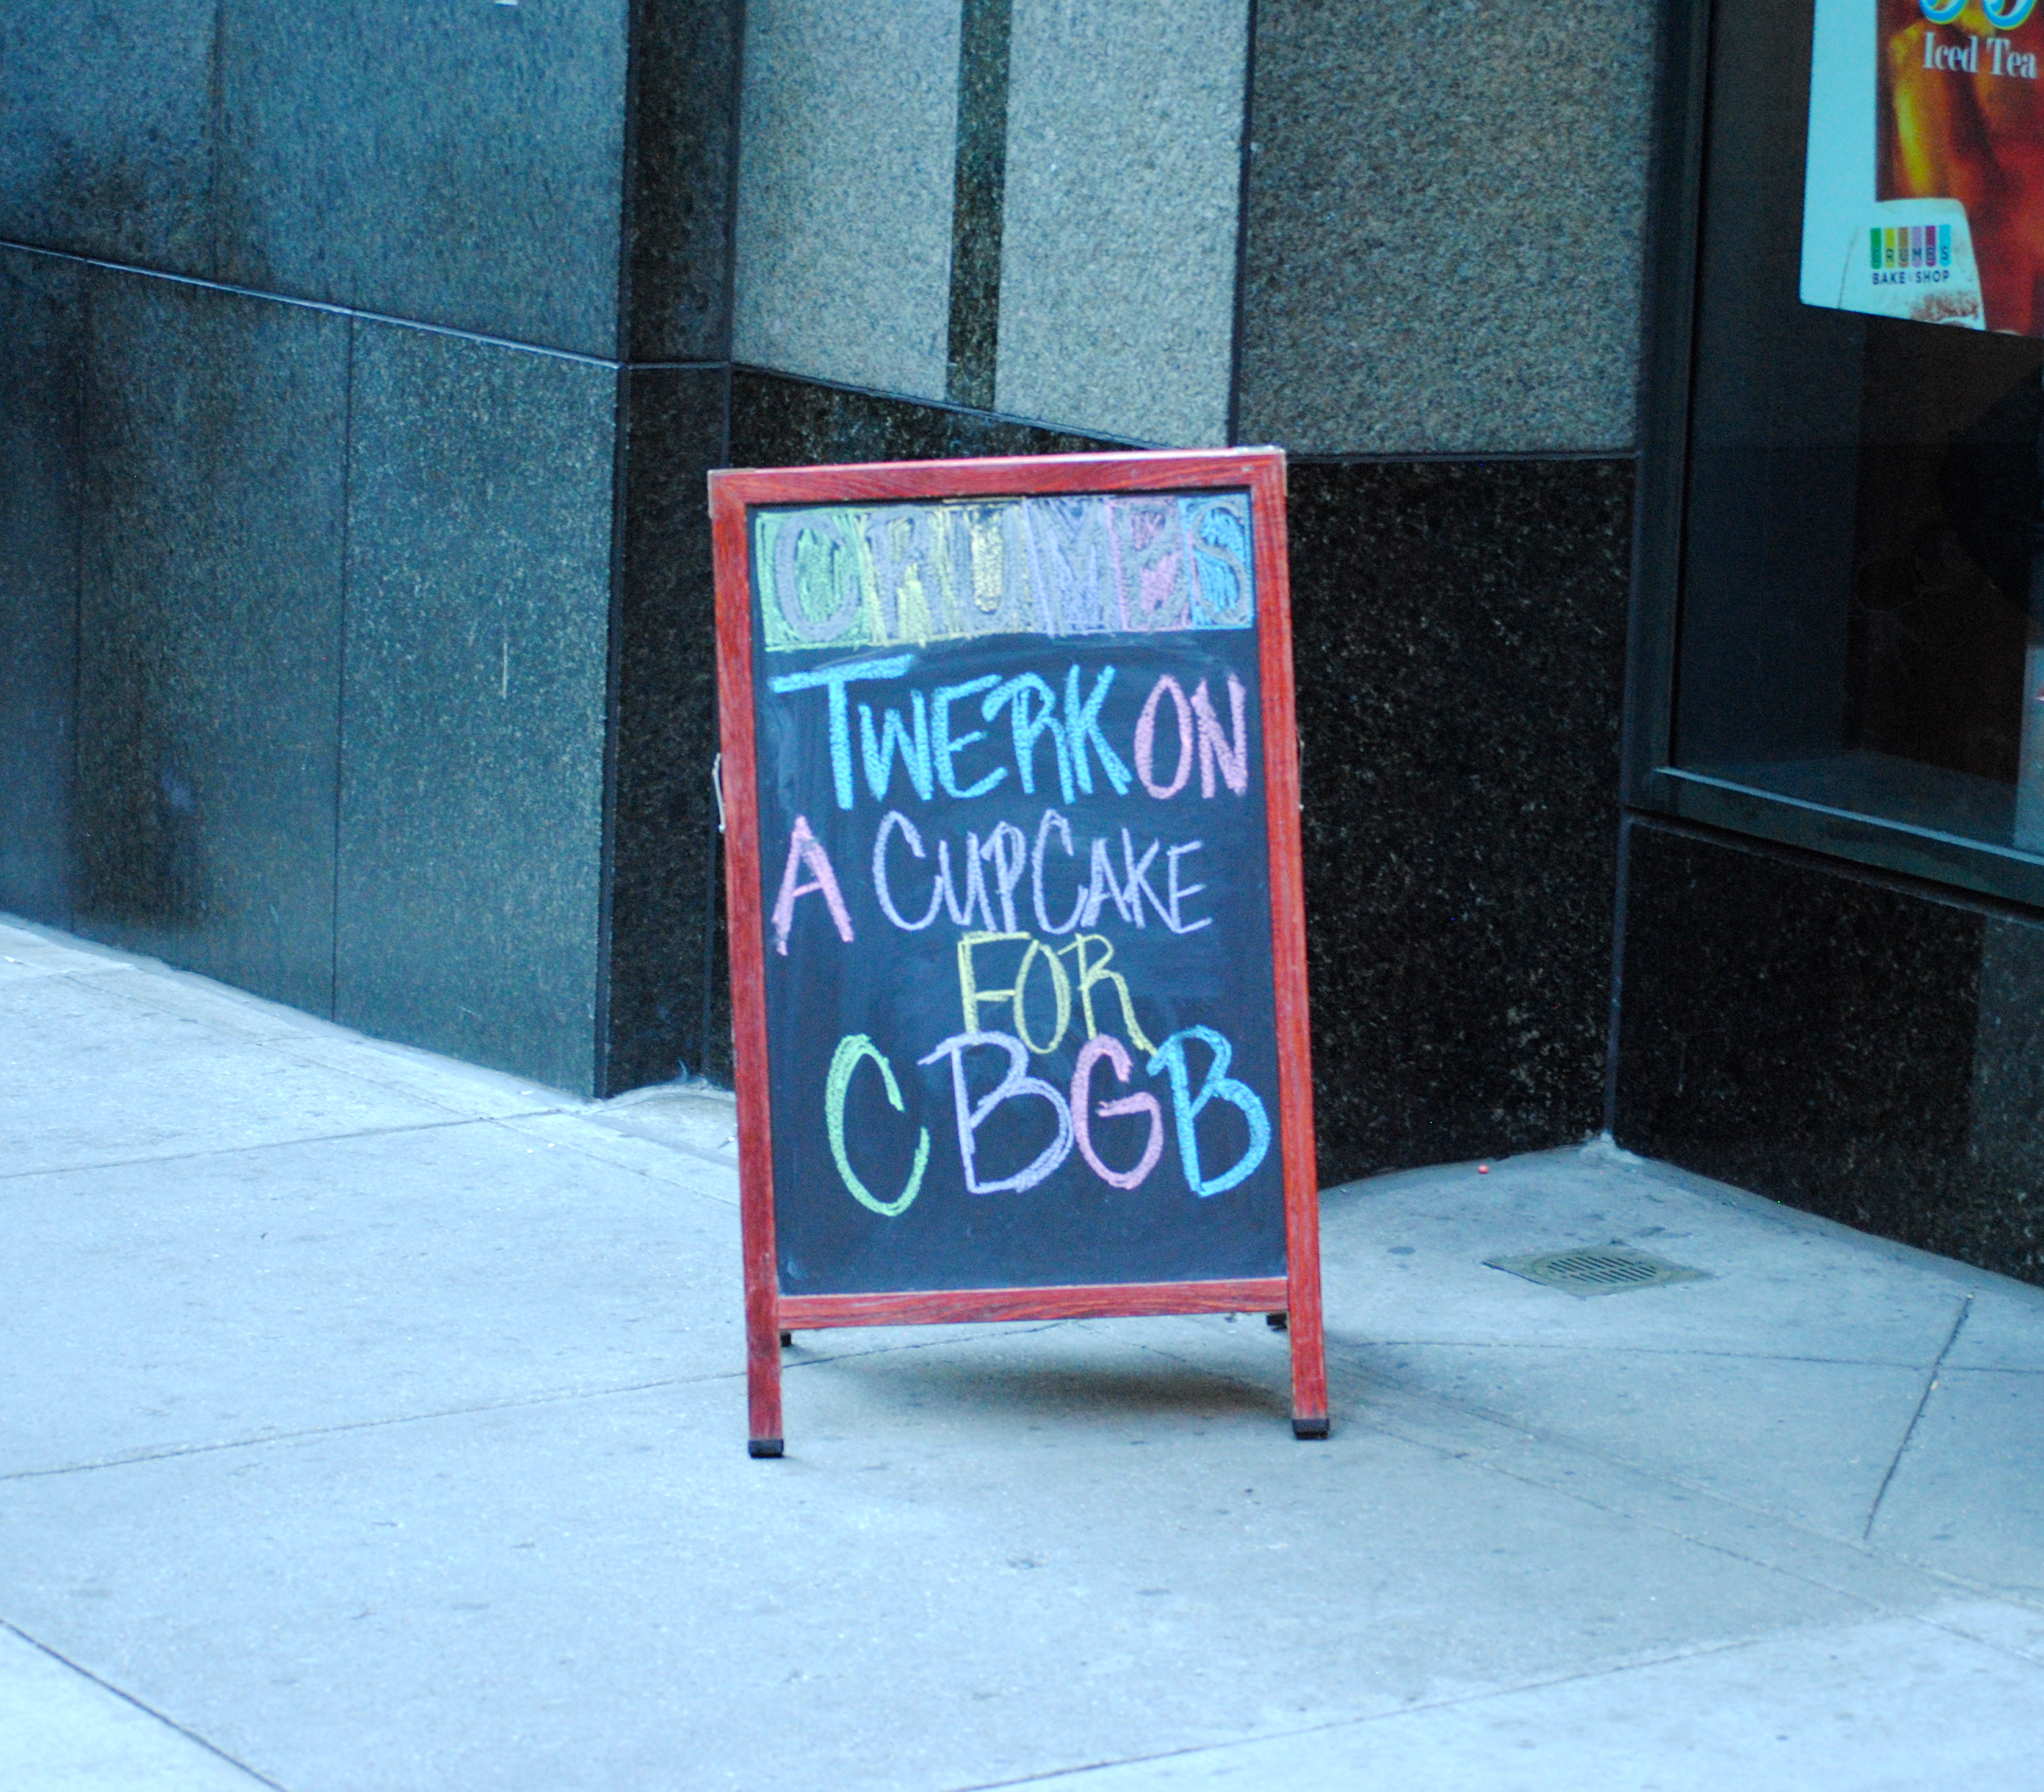 Iced Tea
CRUMBS
BAKE SHOP
CRUMBS
TWERK ON
A CUPCAKE
FOR
CBGB